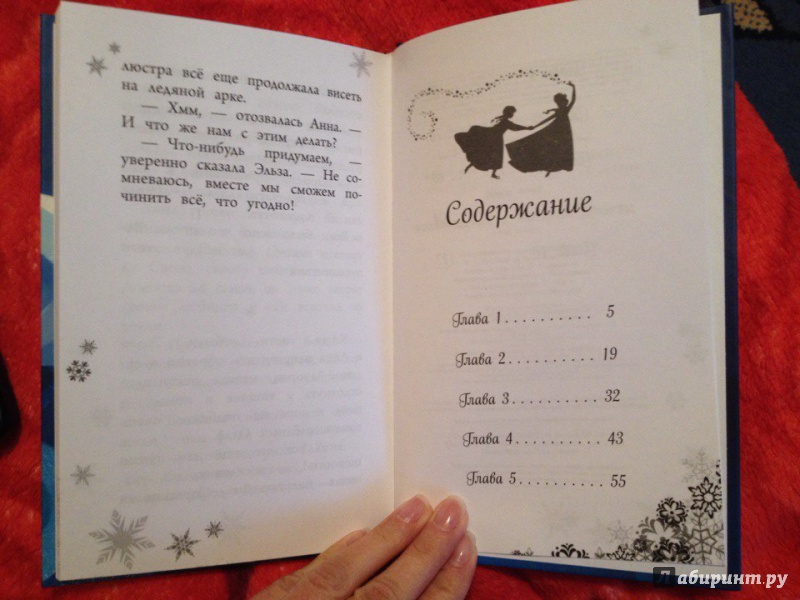 люстра всё еще продолжала висеть
на ледяной арке.
— Хмм, — отозвалась Анна. —
И что же нам с этим делать?
— Что-нибудь придумаем, —
уверенно сказала Эльза. — Не со-
мневаюсь, вместе мы сможем по-
чинить всё, что угодно!
Содержание
Глава 1.......... 5
Глава 2.......... 19
Глава 3.......... 32
Глава 4.......... 43
Глава 5.......... 55
Лабиринт.ру